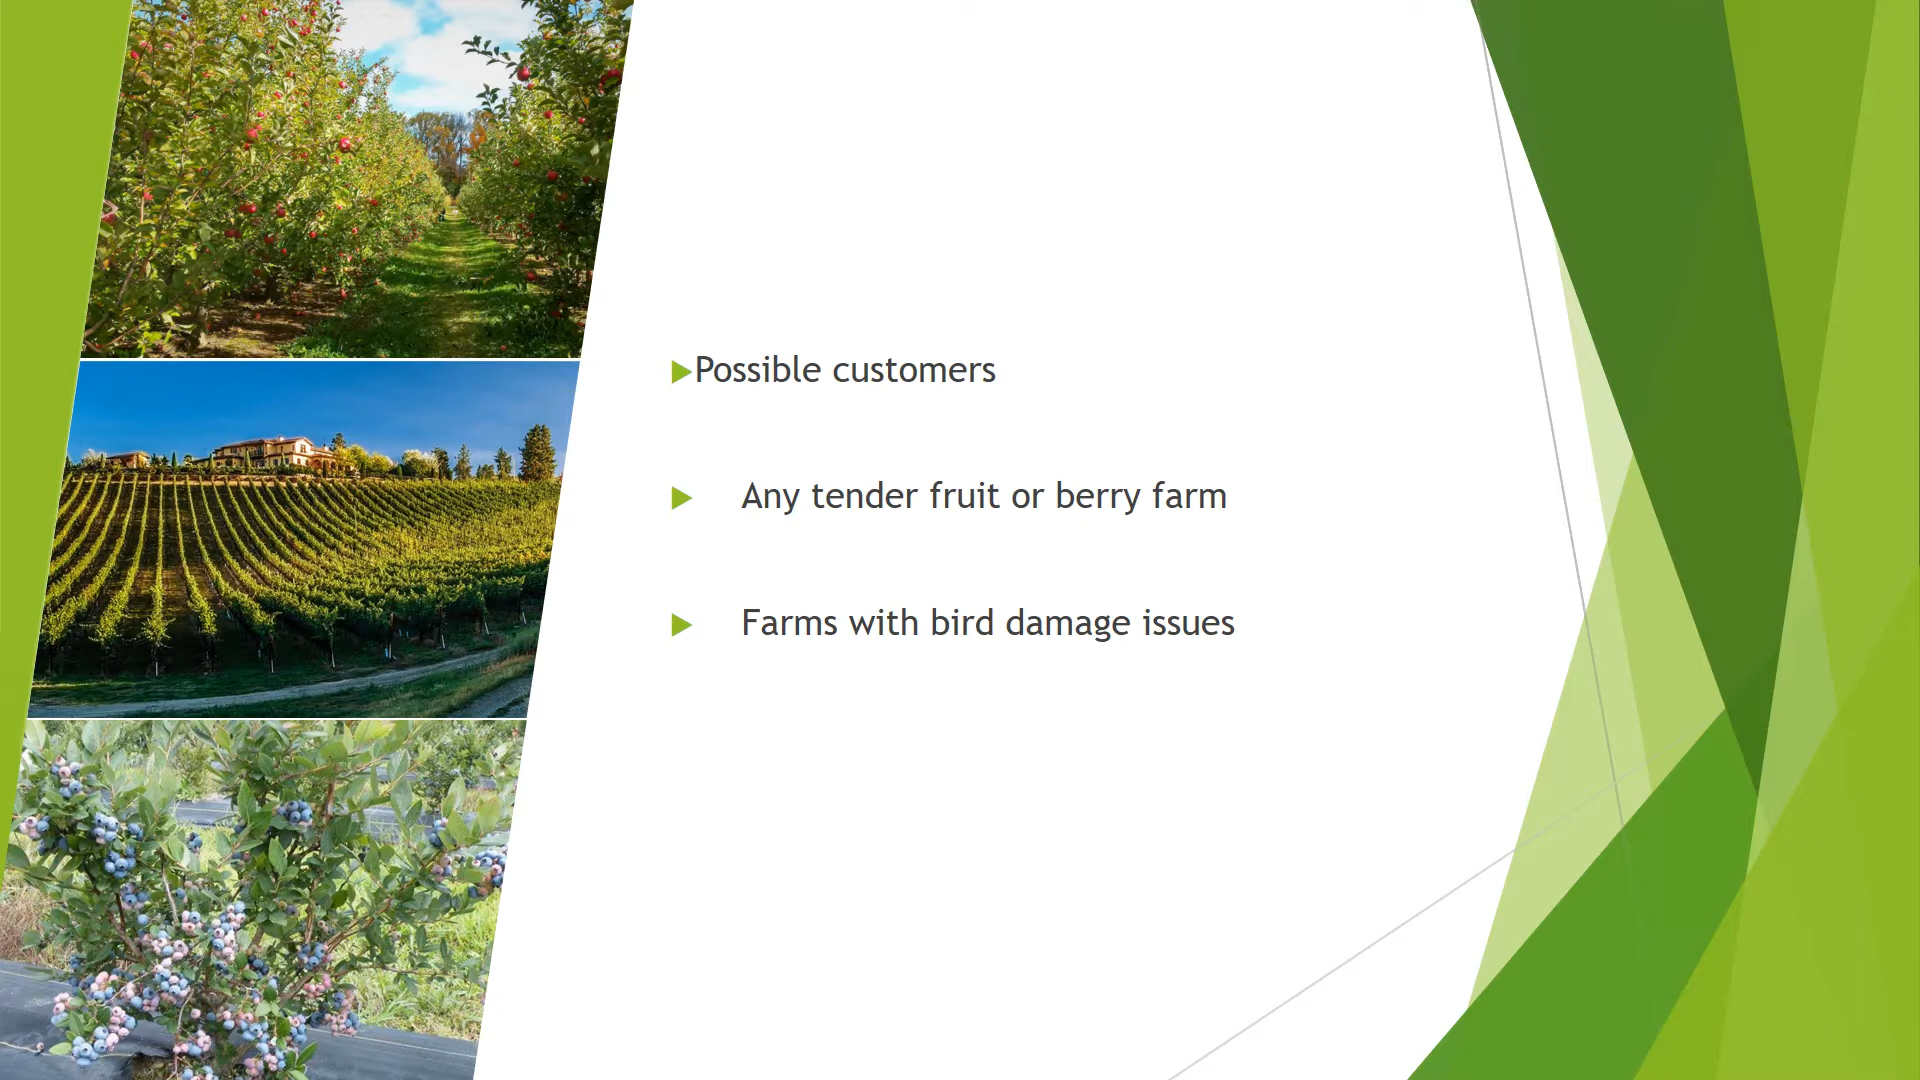 Possible customers
Any tender fruit or berry farm
Farms with bird damage issues